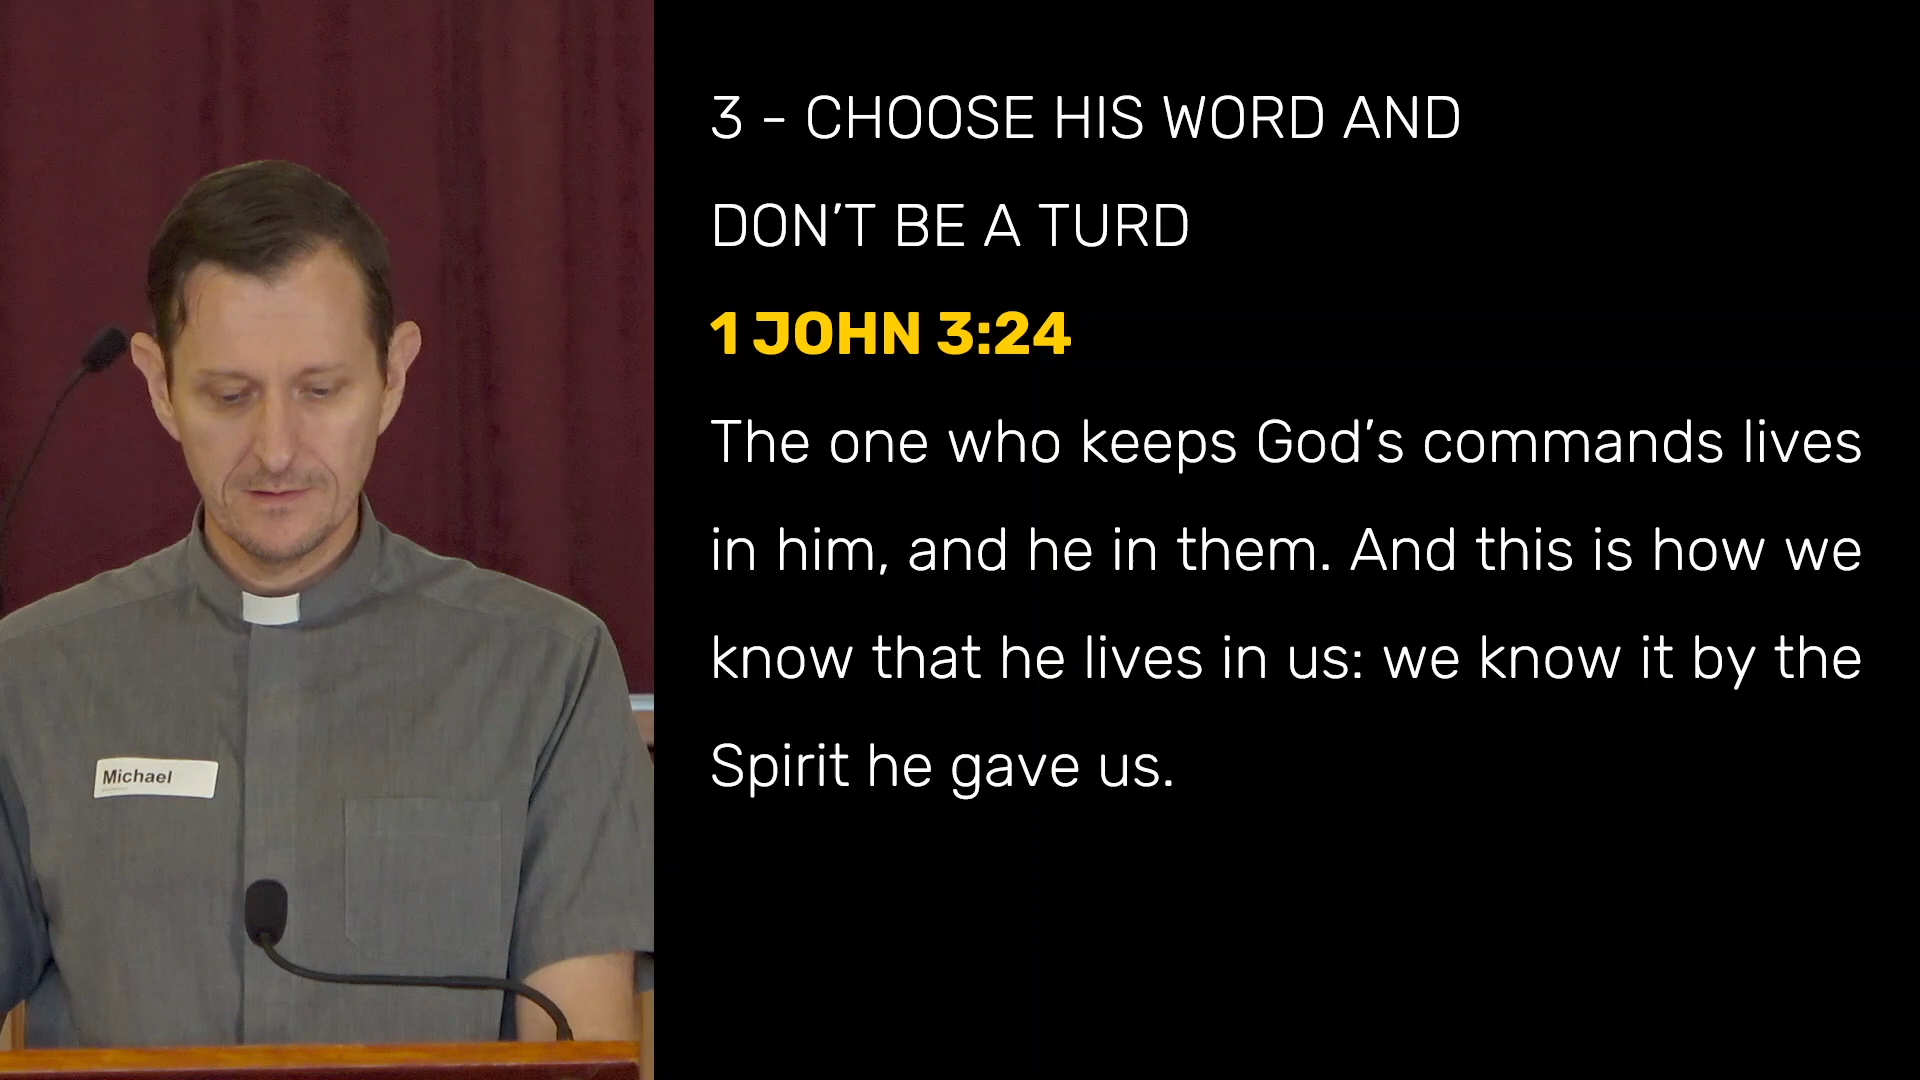 3 - CHOOSE HIS WORD AND
DON'T BE A TURD
1 JOHN 3:24
The one who keeps God's commands lives
in him, and he in them. And this is how we
know that he lives in us: we know it by the
Spirit he gave us.
Michael